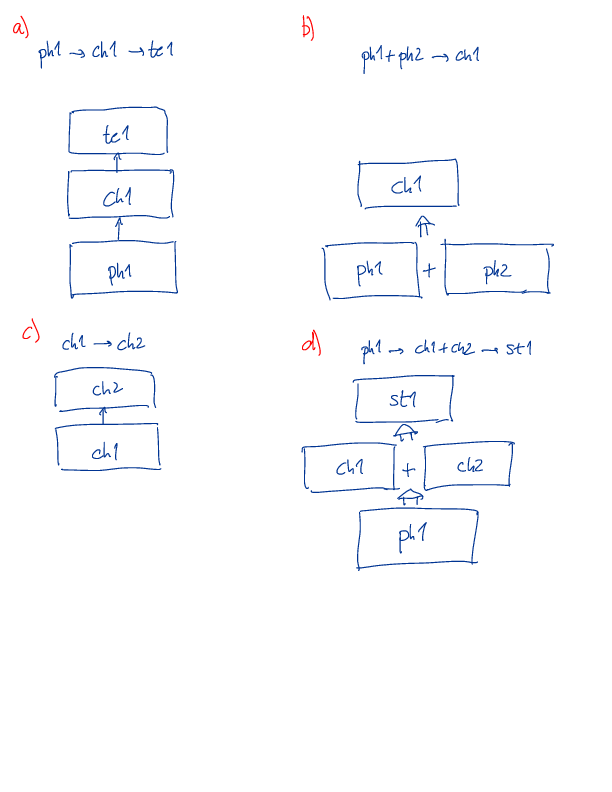 a)
ph1 → ch1 → te1
te1
ch1
ph1
b)
ph1 + ph2 → ch1
ch1
ph1 + ph2
c)
ch1 → ch2
ch2
ch1
d)
ph1 → ch1 + ch2 → st1
st1
ch1 + ch2
ph1